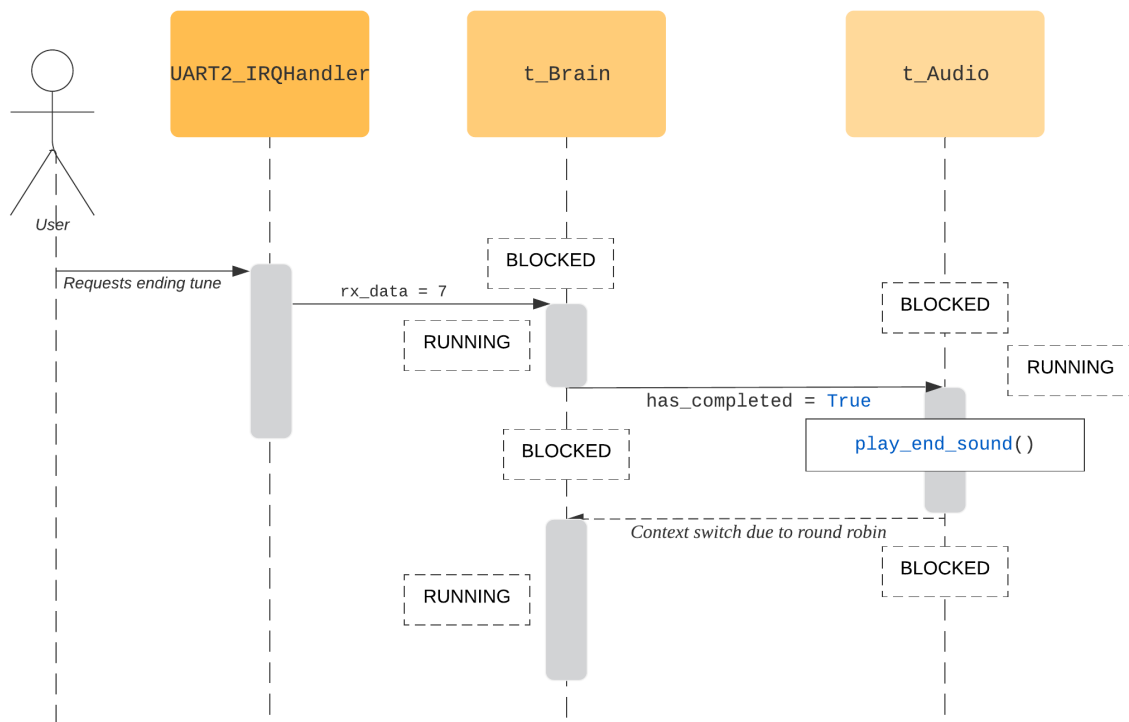 UART2_IRQHandler
t_Brain
t_Audio
User
BLOCKED
Requests ending tune
rx_data = 7
BLOCKED
RUNNING
RUNNING
has_completed = True
play_end_sound()
BLOCKED
Context switch due to round robin
BLOCKED
RUNNING